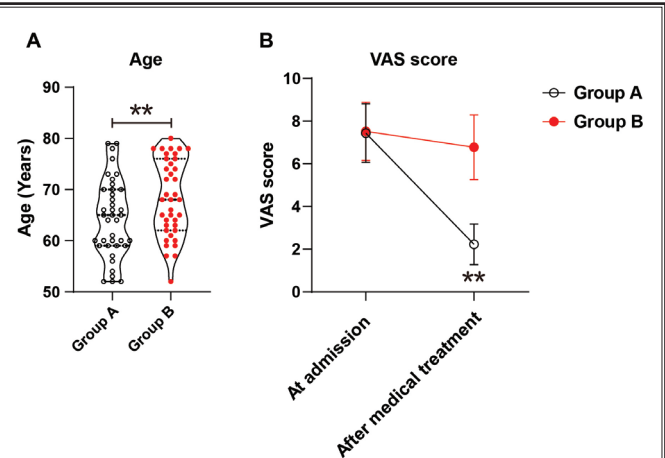 A
Age
Age (Years)
90
80
70
60
50
**
Group A
Group B
B
VAS score
VAS score
10
8
6
4
2
0
**
At admission
After medical treatment
Group A
Group B